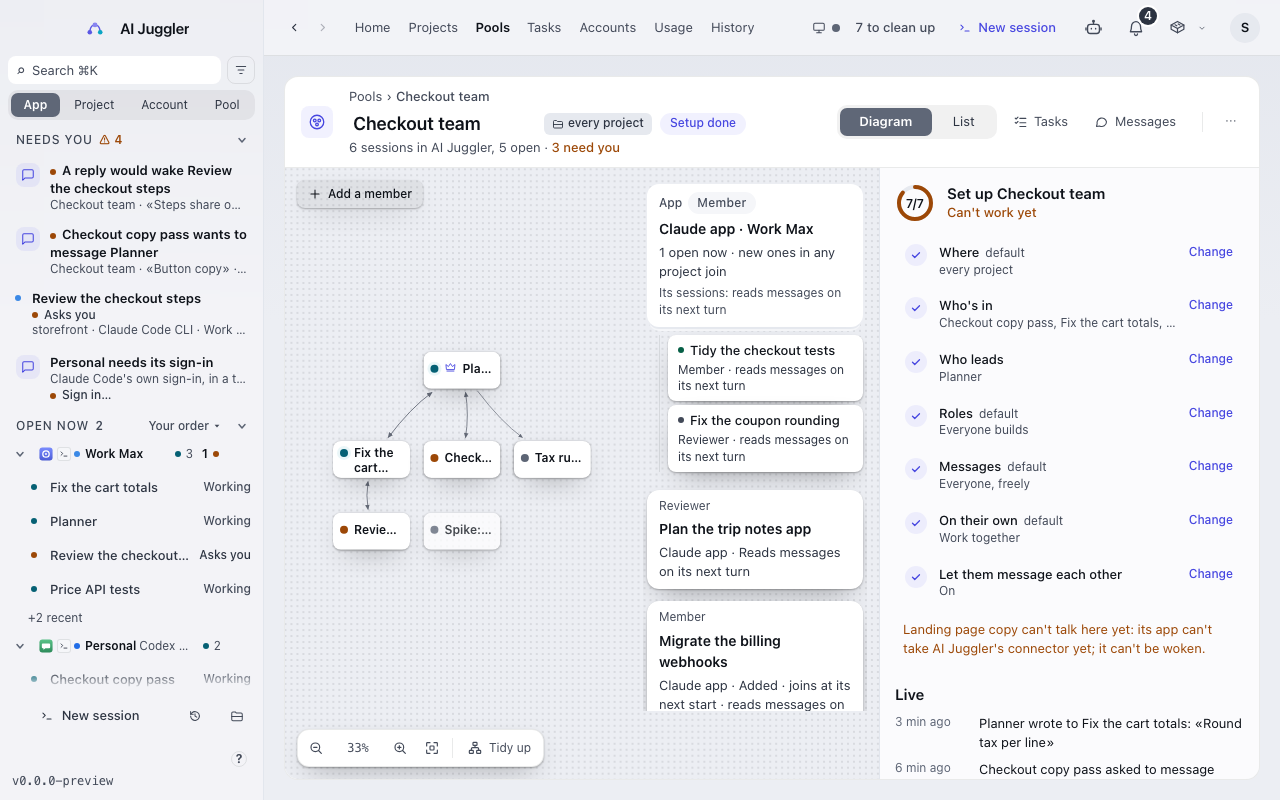 AI Juggler
Search ⌘K
App Project Account Pool
NEEDS YOU 4
A reply would wake Review
the checkout steps
Checkout team · «Steps share o...
Checkout copy pass wants to
message Planner
Checkout team · «Button copy» ·...
Review the checkout steps
Asks you
storefront · Claude Code CLI · Work ...
Personal needs its sign-in
Claude Code's own sign-in, in a t...
Sign in...
OPEN NOW 2 Your order
Work Max 3 1
Fix the cart totals Working
Planner Working
Review the checkout... Asks you
Price API tests Working
+2 recent
Personal Codex ... 2
Checkout copy pass Working
New session
?
v0.0.0-preview
Home Projects Pools Tasks Accounts Usage History
7 to clean up
New session
4
S
Pools › Checkout team
Checkout team
every project
Setup done
6 sessions in AI Juggler, 5 open · 3 need you
Diagram List
Tasks
Messages
...
+ Add a member
Pla...
Fix the
cart...
Check...
Tax ru...
Revie...
Spike:...
App Member
Claude app · Work Max
1 open now · new ones in any
project join
Its sessions: reads messages on
its next turn
Tidy the checkout tests
Member · reads messages on
its next turn
Fix the coupon rounding
Reviewer · reads messages on
its next turn
Reviewer
Plan the trip notes app
Claude app · Reads messages
on its next turn
Member
Migrate the billing
webhooks
Claude app · Added · joins at its
next start · reads messages on
33%
Tidy up
7/7
Set up Checkout team
Can't work yet
Where default
every project
Change
Who's in
Checkout copy pass, Fix the cart totals, ...
Change
Who leads
Planner
Change
Roles default
Everyone builds
Change
Messages default
Everyone, freely
Change
On their own default
Work together
Change
Let them message each other
On
Change
Landing page copy can't talk here yet: its app can't
take AI Juggler's connector yet; it can't be woken.
Live
3 min ago Planner wrote to Fix the cart totals: «Round
tax per line»
6 min ago Checkout copy pass asked to message